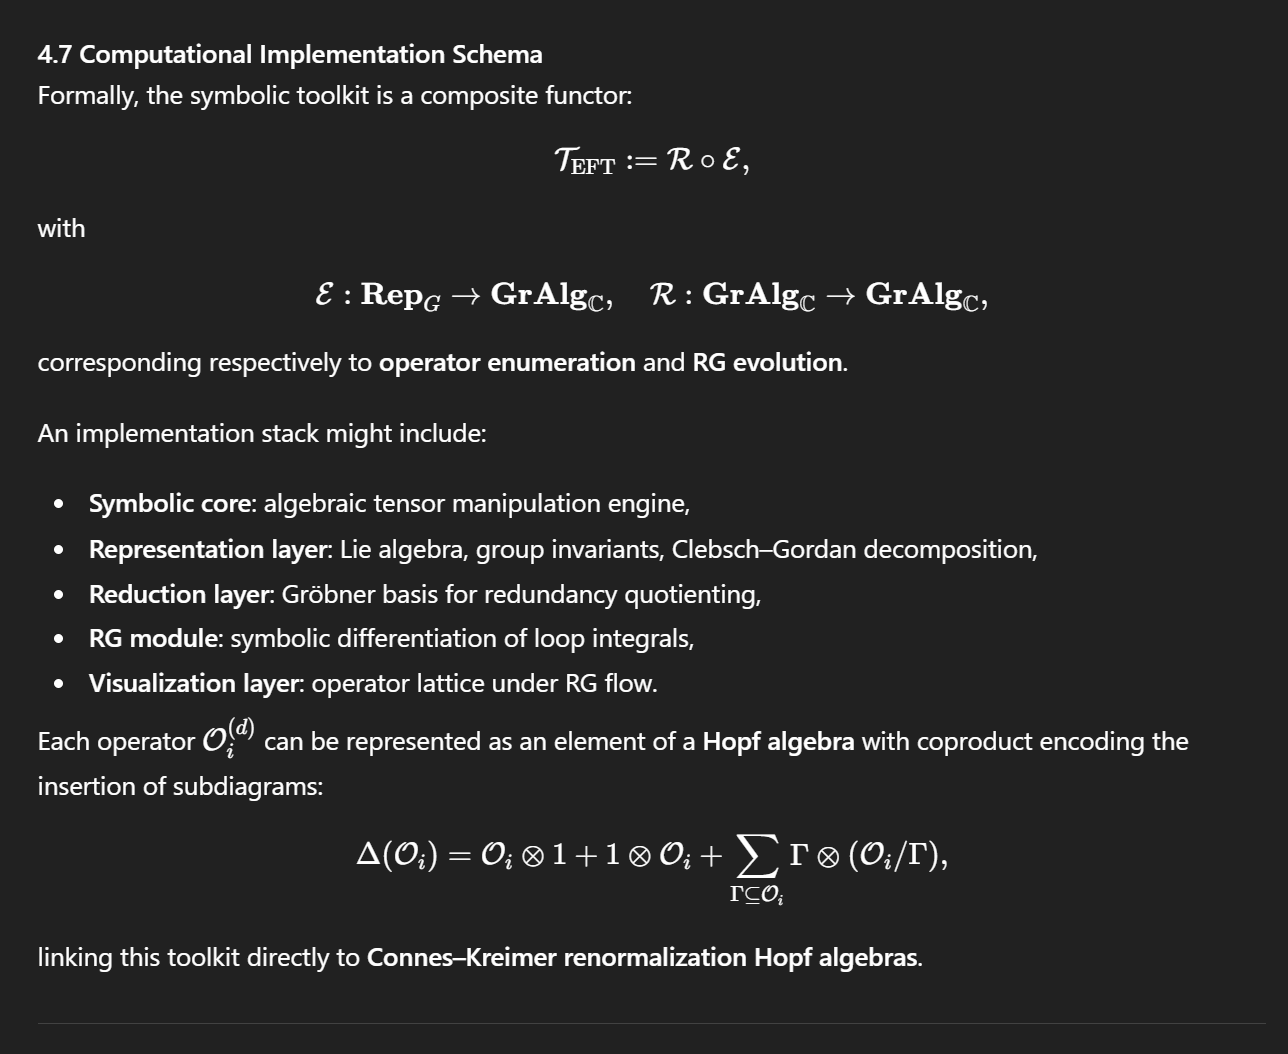 4.7 Computational Implementation Schema
Formally, the symbolic toolkit is a composite functor:
𝒯_EFT := ℛ ∘ ℰ,
with
ℰ : Rep_G → GrAlg_ℂ, ℛ : GrAlg_ℂ → GrAlg_ℂ,
corresponding respectively to operator enumeration and RG evolution.
An implementation stack might include:
• Symbolic core: algebraic tensor manipulation engine,
• Representation layer: Lie algebra, group invariants, Clebsch–Gordan decomposition,
• Reduction layer: Gröbner basis for redundancy quotienting,
• RG module: symbolic differentiation of loop integrals,
• Visualization layer: operator lattice under RG flow.
Each operator 𝒪_i^(d) can be represented as an element of a Hopf algebra with coproduct encoding the
insertion of subdiagrams:
Δ(𝒪_i) = 𝒪_i ⊗ 1 + 1 ⊗ 𝒪_i + ∑_{Γ⊆𝒪_i} Γ ⊗ (𝒪_i/Γ),
linking this toolkit directly to Connes–Kreimer renormalization Hopf algebras.